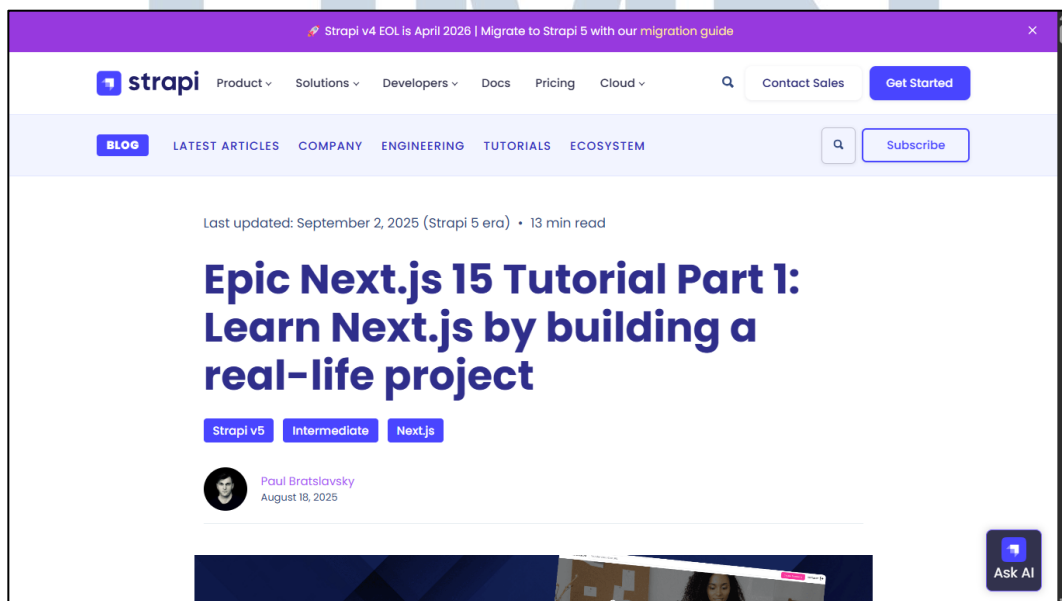 🚀 Strapi v4 EOL is April 2026 | Migrate to Strapi 5 with our migration guide
strapi Product Solutions Developers Docs Pricing Cloud Contact Sales Get Started
BLOG LATEST ARTICLES COMPANY ENGINEERING TUTORIALS ECOSYSTEM Subscribe
Last updated: September 2, 2025 (Strapi 5 era) • 13 min read
Epic Next.js 15 Tutorial Part 1:
Learn Next.js by building a
real-life project
Strapi v5 Intermediate Next.js
Paul Bratslavsky
August 18, 2025
Ask AI